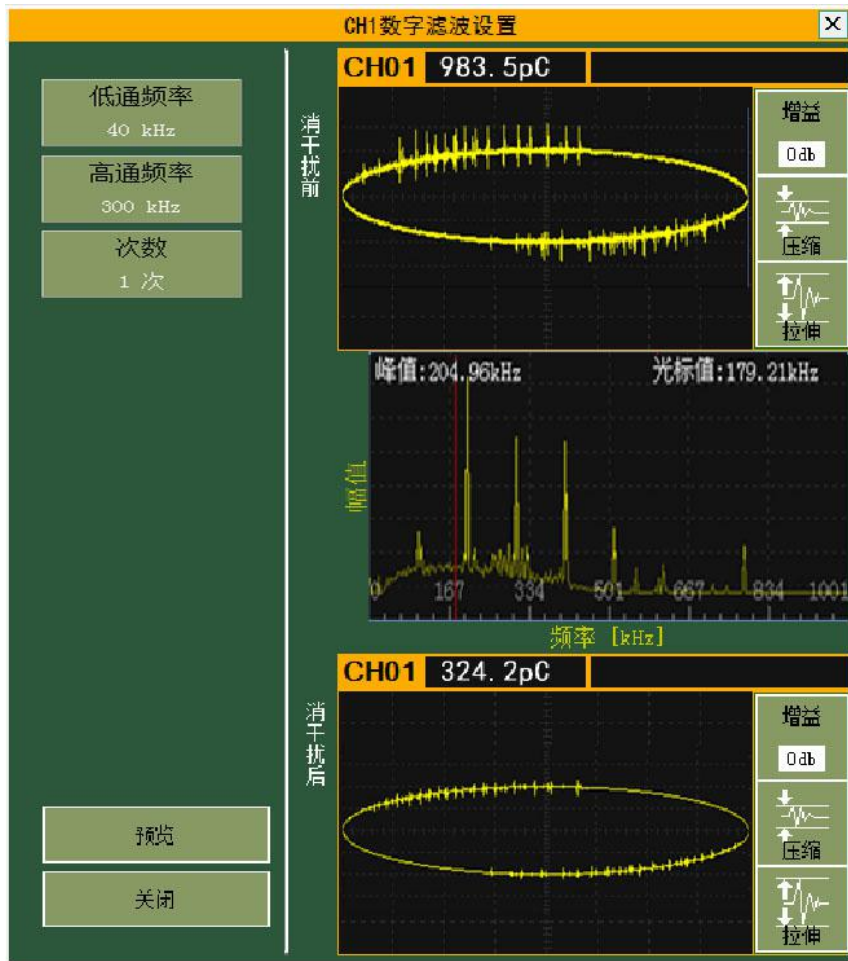 CH1数字滤波设置
低通频率
40 kHz
高通频率
300 kHz
次数
1 次
预览
关闭
消干扰前
CH01 983.5pC
增益
0db
压缩
拉伸
峰值:204.96kHz 光标值:179.21kHz
幅值
0 167 334 501 667 834 1001
频率 [kHz]
消干扰后
CH01 324.2pC
增益
0db
压缩
拉伸